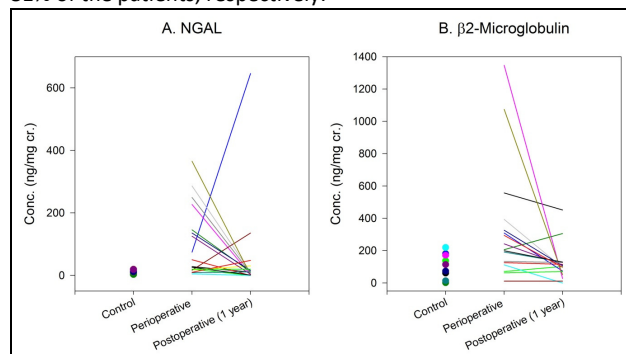 A. NGAL
B. β2-Microglobulin
Conc. (ng/mg cr.)
600
400
200
0
Control
Perioperative
Postoperative (1 year)
Conc. (ng/mg cr.)
1400
1200
1000
800
600
400
200
0
Control
Perioperative
Postoperative (1 year)